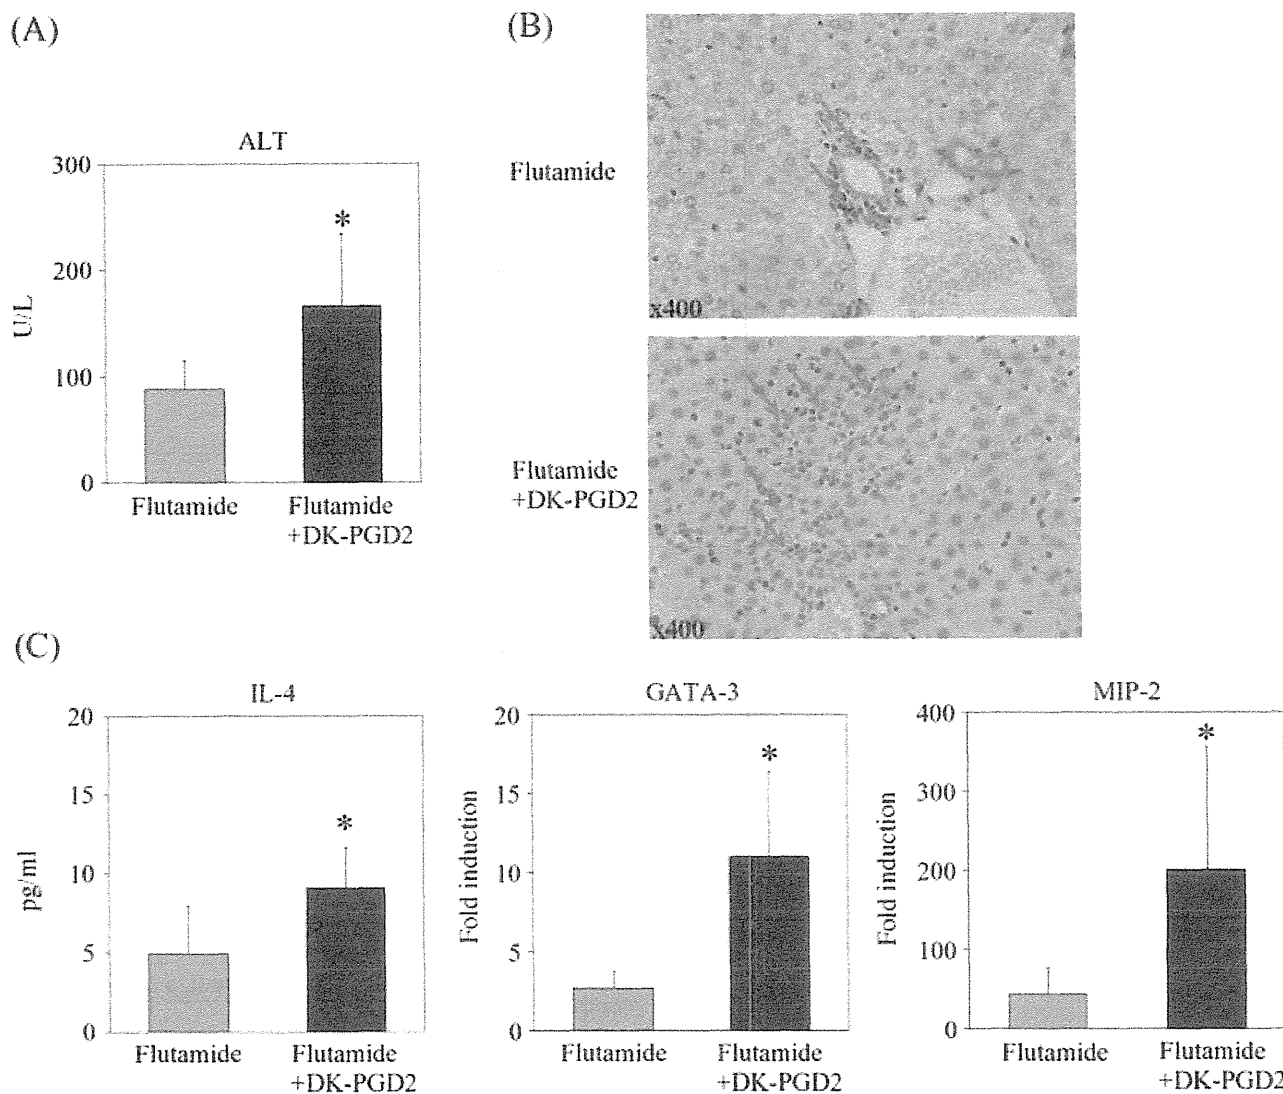 (A)
ALT
300
200
100
0
U/L
*
Flutamide
Flutamide
+DK-PGD2
(B)
Flutamide
x400
Flutamide
+DK-PGD2
x400
(C)
IL-4
20
15
10
5
0
pg/ml
*
Flutamide
Flutamide
+DK-PGD2
GATA-3
20
15
10
5
0
Fold induction
*
Flutamide
Flutamide
+DK-PGD2
MIP-2
400
300
200
100
0
Fold induction
*
Flutamide
Flutamide
+DK-PGD2